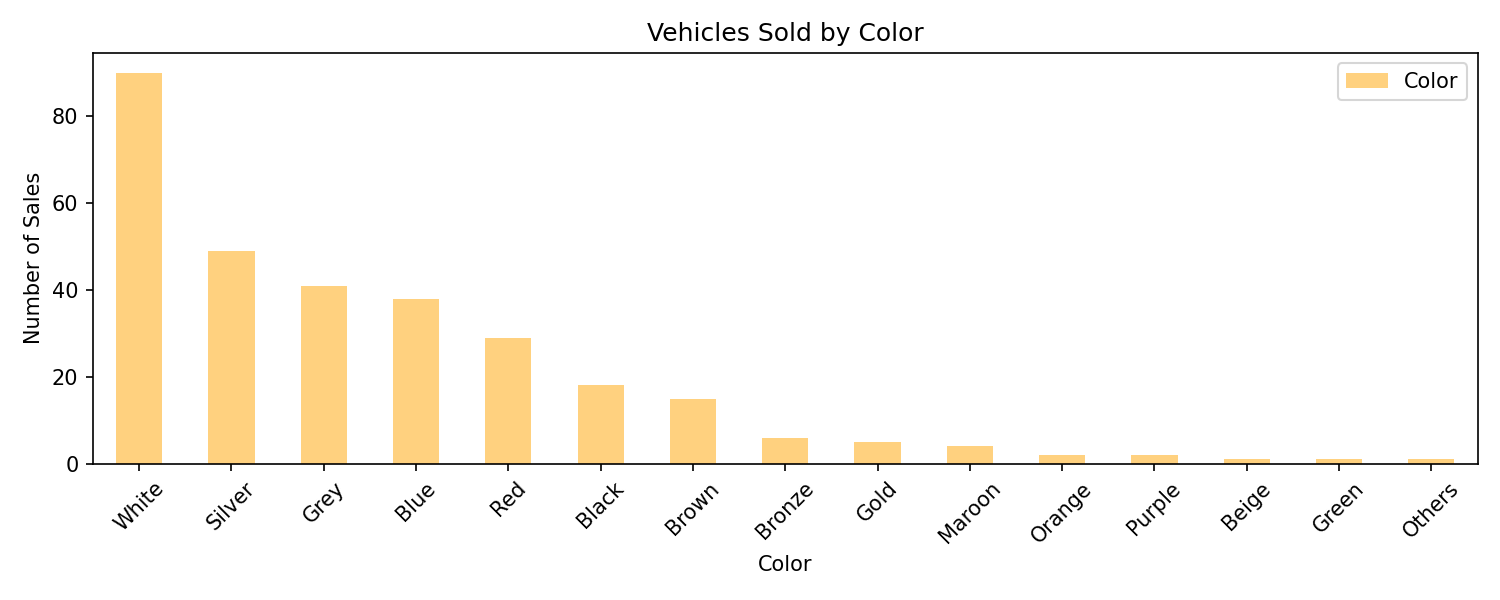 Vehicles Sold by Color
Color
Number of Sales
80
60
40
20
0
White
Silver
Grey
Blue
Red
Black
Brown
Bronze
Gold
Maroon
Orange
Purple
Beige
Green
Others
Color